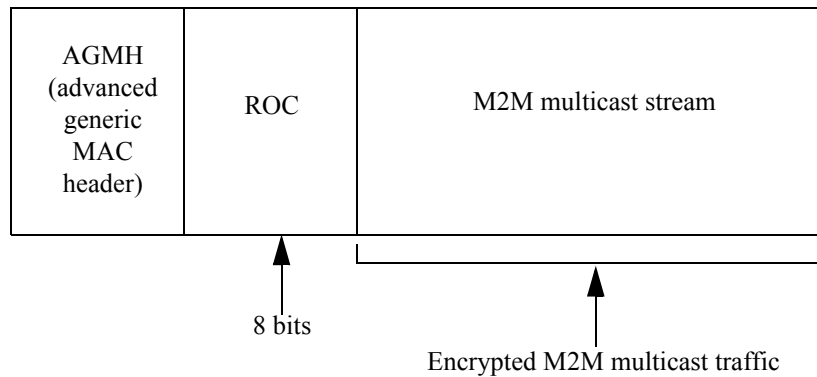 AGMH
(advanced
generic
MAC
header)
ROC
M2M multicast stream
8 bits
Encrypted M2M multicast traffic